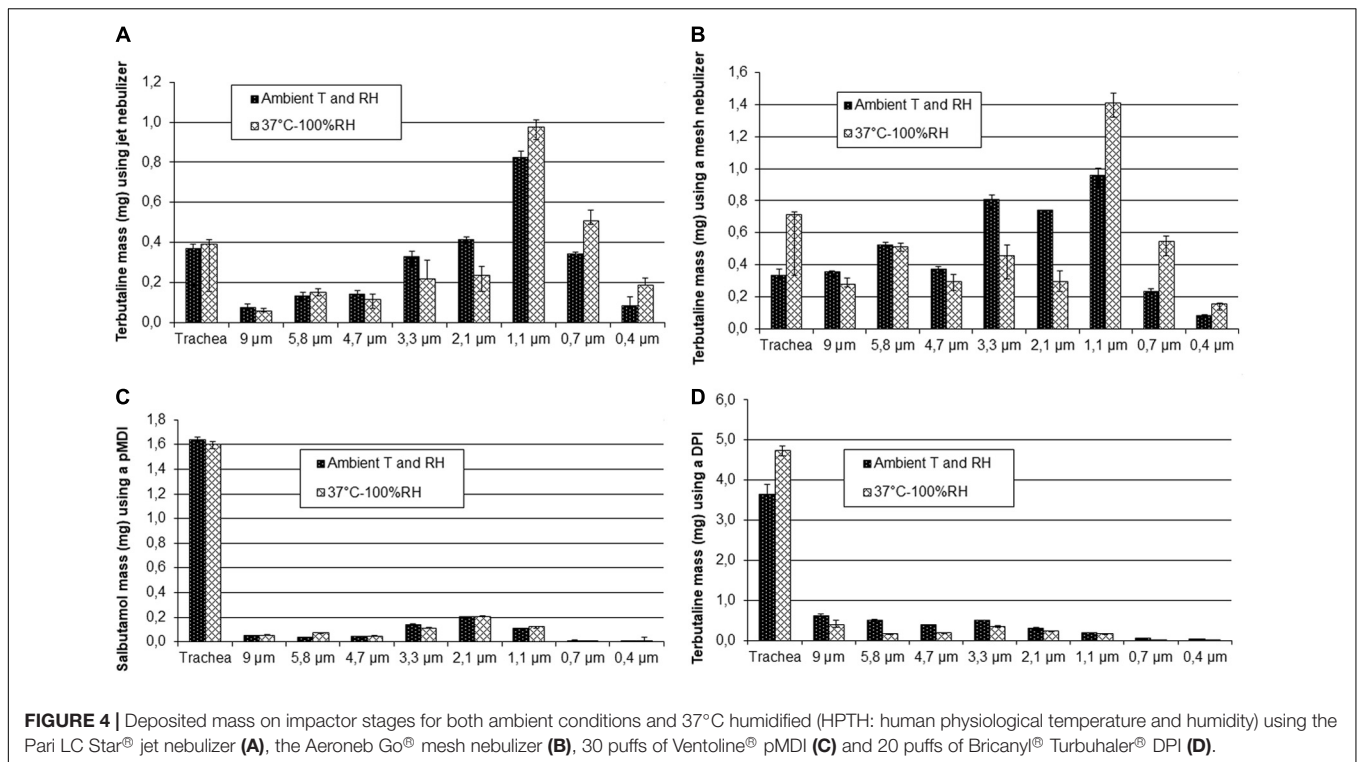 A
Terbutaline mass (mg) using jet nebulizer
1,2
1,0
0,8
0,6
0,4
0,2
0,0
Ambient T and RH
37°C-100%RH
Trachea 9 µm 5,8 µm 4,7 µm 3,3 µm 2,1 µm 1,1 µm 0,7 µm 0,4 µm
B
Terbutaline mass (mg) using a mesh nebulizer
1,6
1,4
1,2
1,0
0,8
0,6
0,4
0,2
0,0
Ambient T and RH
37°C-100%RH
Trachea 9 µm 5,8 µm 4,7 µm 3,3 µm 2,1 µm 1,1 µm 0,7 µm 0,4 µm
C
Salbutamol mass (mg) using a pMDI
1,8
1,6
1,4
1,2
1,0
0,8
0,6
0,4
0,2
0,0
Ambient T and RH
37°C-100%RH
Trachea 9 µm 5,8 µm 4,7 µm 3,3 µm 2,1 µm 1,1 µm 0,7 µm 0,4 µm
D
Terbutaline mass (mg) using a DPI
6,0
5,0
4,0
3,0
2,0
1,0
0,0
Ambient T and RH
37°C-100%RH
Trachea 9 µm 5,8 µm 4,7 µm 3,3 µm 2,1 µm 1,1 µm 0,7 µm 0,4 µm
FIGURE 4 | Deposited mass on impactor stages for both ambient conditions and 37°C humidified (HPTH: human physiological temperature and humidity) using the
Pari LC Star® jet nebulizer (A), the Aeroneb Go® mesh nebulizer (B), 30 puffs of Ventoline® pMDI (C) and 20 puffs of Bricanyl® Turbuhaler® DPI (D).